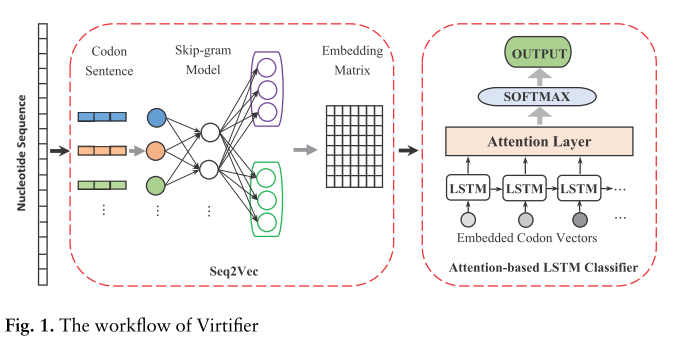 Nucleotide Sequence
Codon
Sentence
Skip-gram
Model
Embedding
Matrix
Seq2Vec
OUTPUT
SOFTMAX
Attention Layer
LSTM
LSTM
LSTM
Embedded Codon Vectors
Attention-based LSTM Classifier
Fig. 1. The workflow of Virtifier